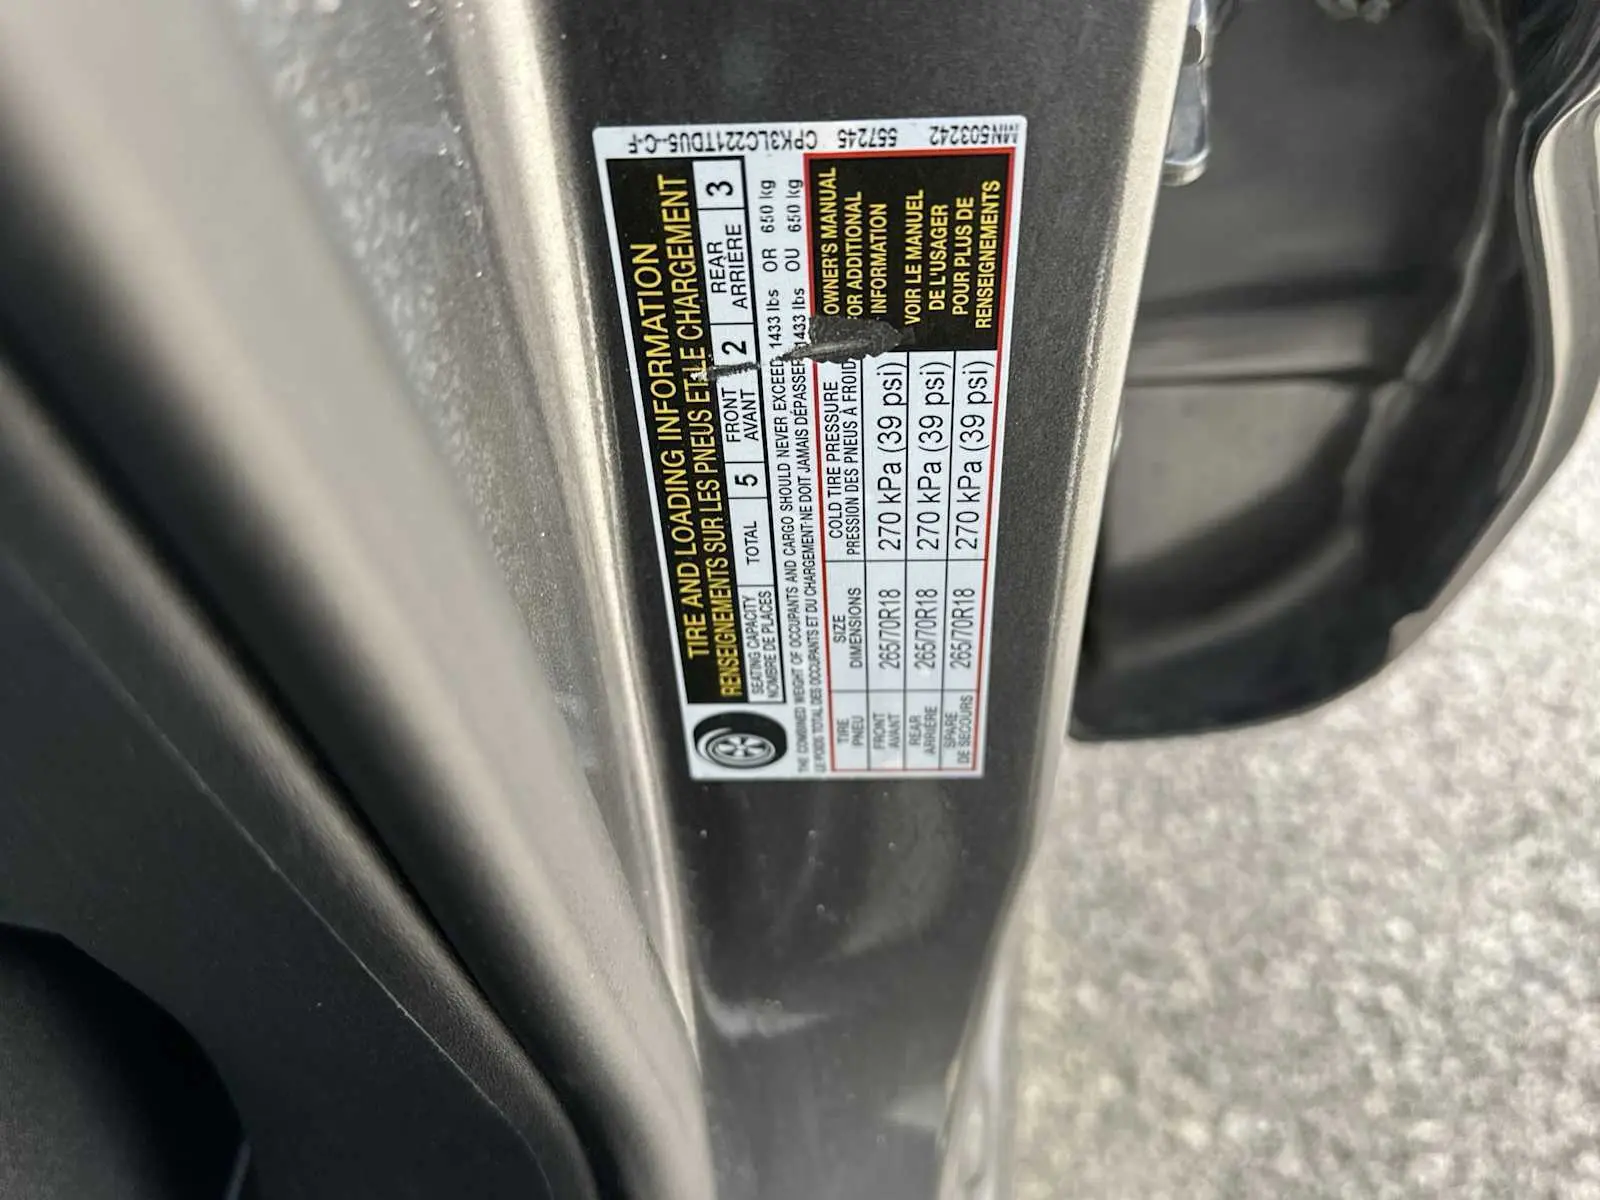 MN503242 557245 CPK3LC221TDU5--C-F
TIRE AND LOADING INFORMATION
RENSEIGNEMENTS SUR LES PNEUS ET LE CHARGEMENT
SEATING CAPACITY TOTAL 5 FRONT 2 REAR 3
NOMBRE DE PLACES AVANT ARRIÈRE
THE COMBINED WEIGHT OF OCCUPANTS AND CARGO SHOULD NEVER EXCEED 1433 lbs OR 650 kg
LE POIDS TOTAL DES OCCUPANTS ET DU CHARGEMENT NE DOIT JAMAIS DÉPASSER 1433 lbs OU 650 kg
TIRE SIZE COLD TIRE PRESSURE
PNEU DIMENSIONS PRESSION DES PNEUS À FROID
FRONT 265/70R18 270 kPa (39 psi)
AVANT
REAR 265/70R18 270 kPa (39 psi)
ARRIÈRE
SPARE 265/70R18 270 kPa (39 psi)
DE SECOURS
OWNER'S MANUAL
OR ADDITIONAL
INFORMATION
VOIR LE MANUEL
DE L'USAGER
POUR PLUS DE
RENSEIGNEMENTS